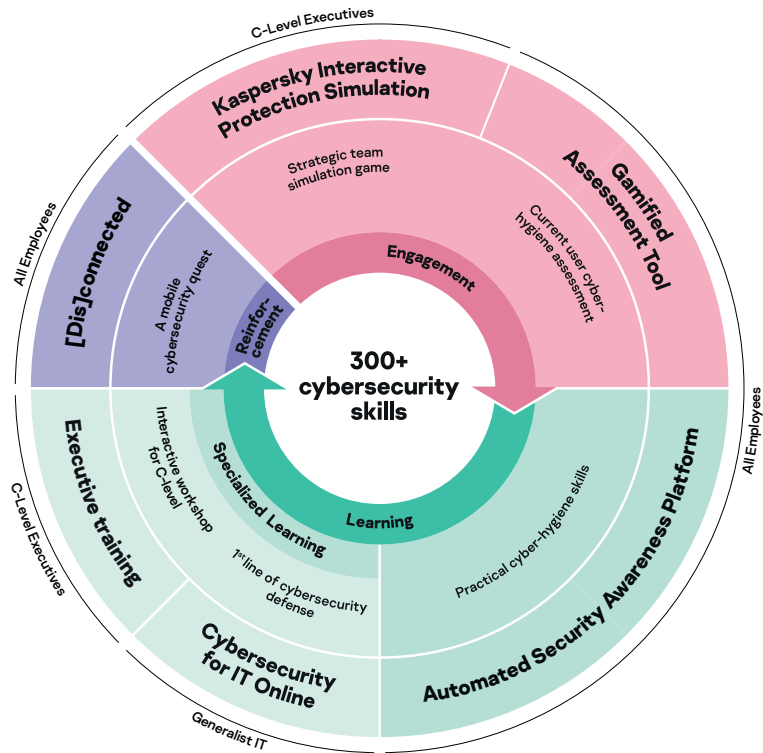 C-Level Executives
Kaspersky Interactive
Protection Simulation
Strategic team
simulation game
Gamified
Assessment Tool
Current user cyber-
hygiene assessment
Engagement
All Employees
[Dis]connected
A mobile
cybersecurity quest
Reinfor-
cement
300+
cybersecurity
skills
All Employees
Automated Security Awareness Platform
Practical cyber-hygiene skills
Learning
Specialized Learning
Executive training
Interactive workshop
for C-level
C-Level Executives
1st line of cybersecurity
defense
Cybersecurity
for IT Online
Generalist IT